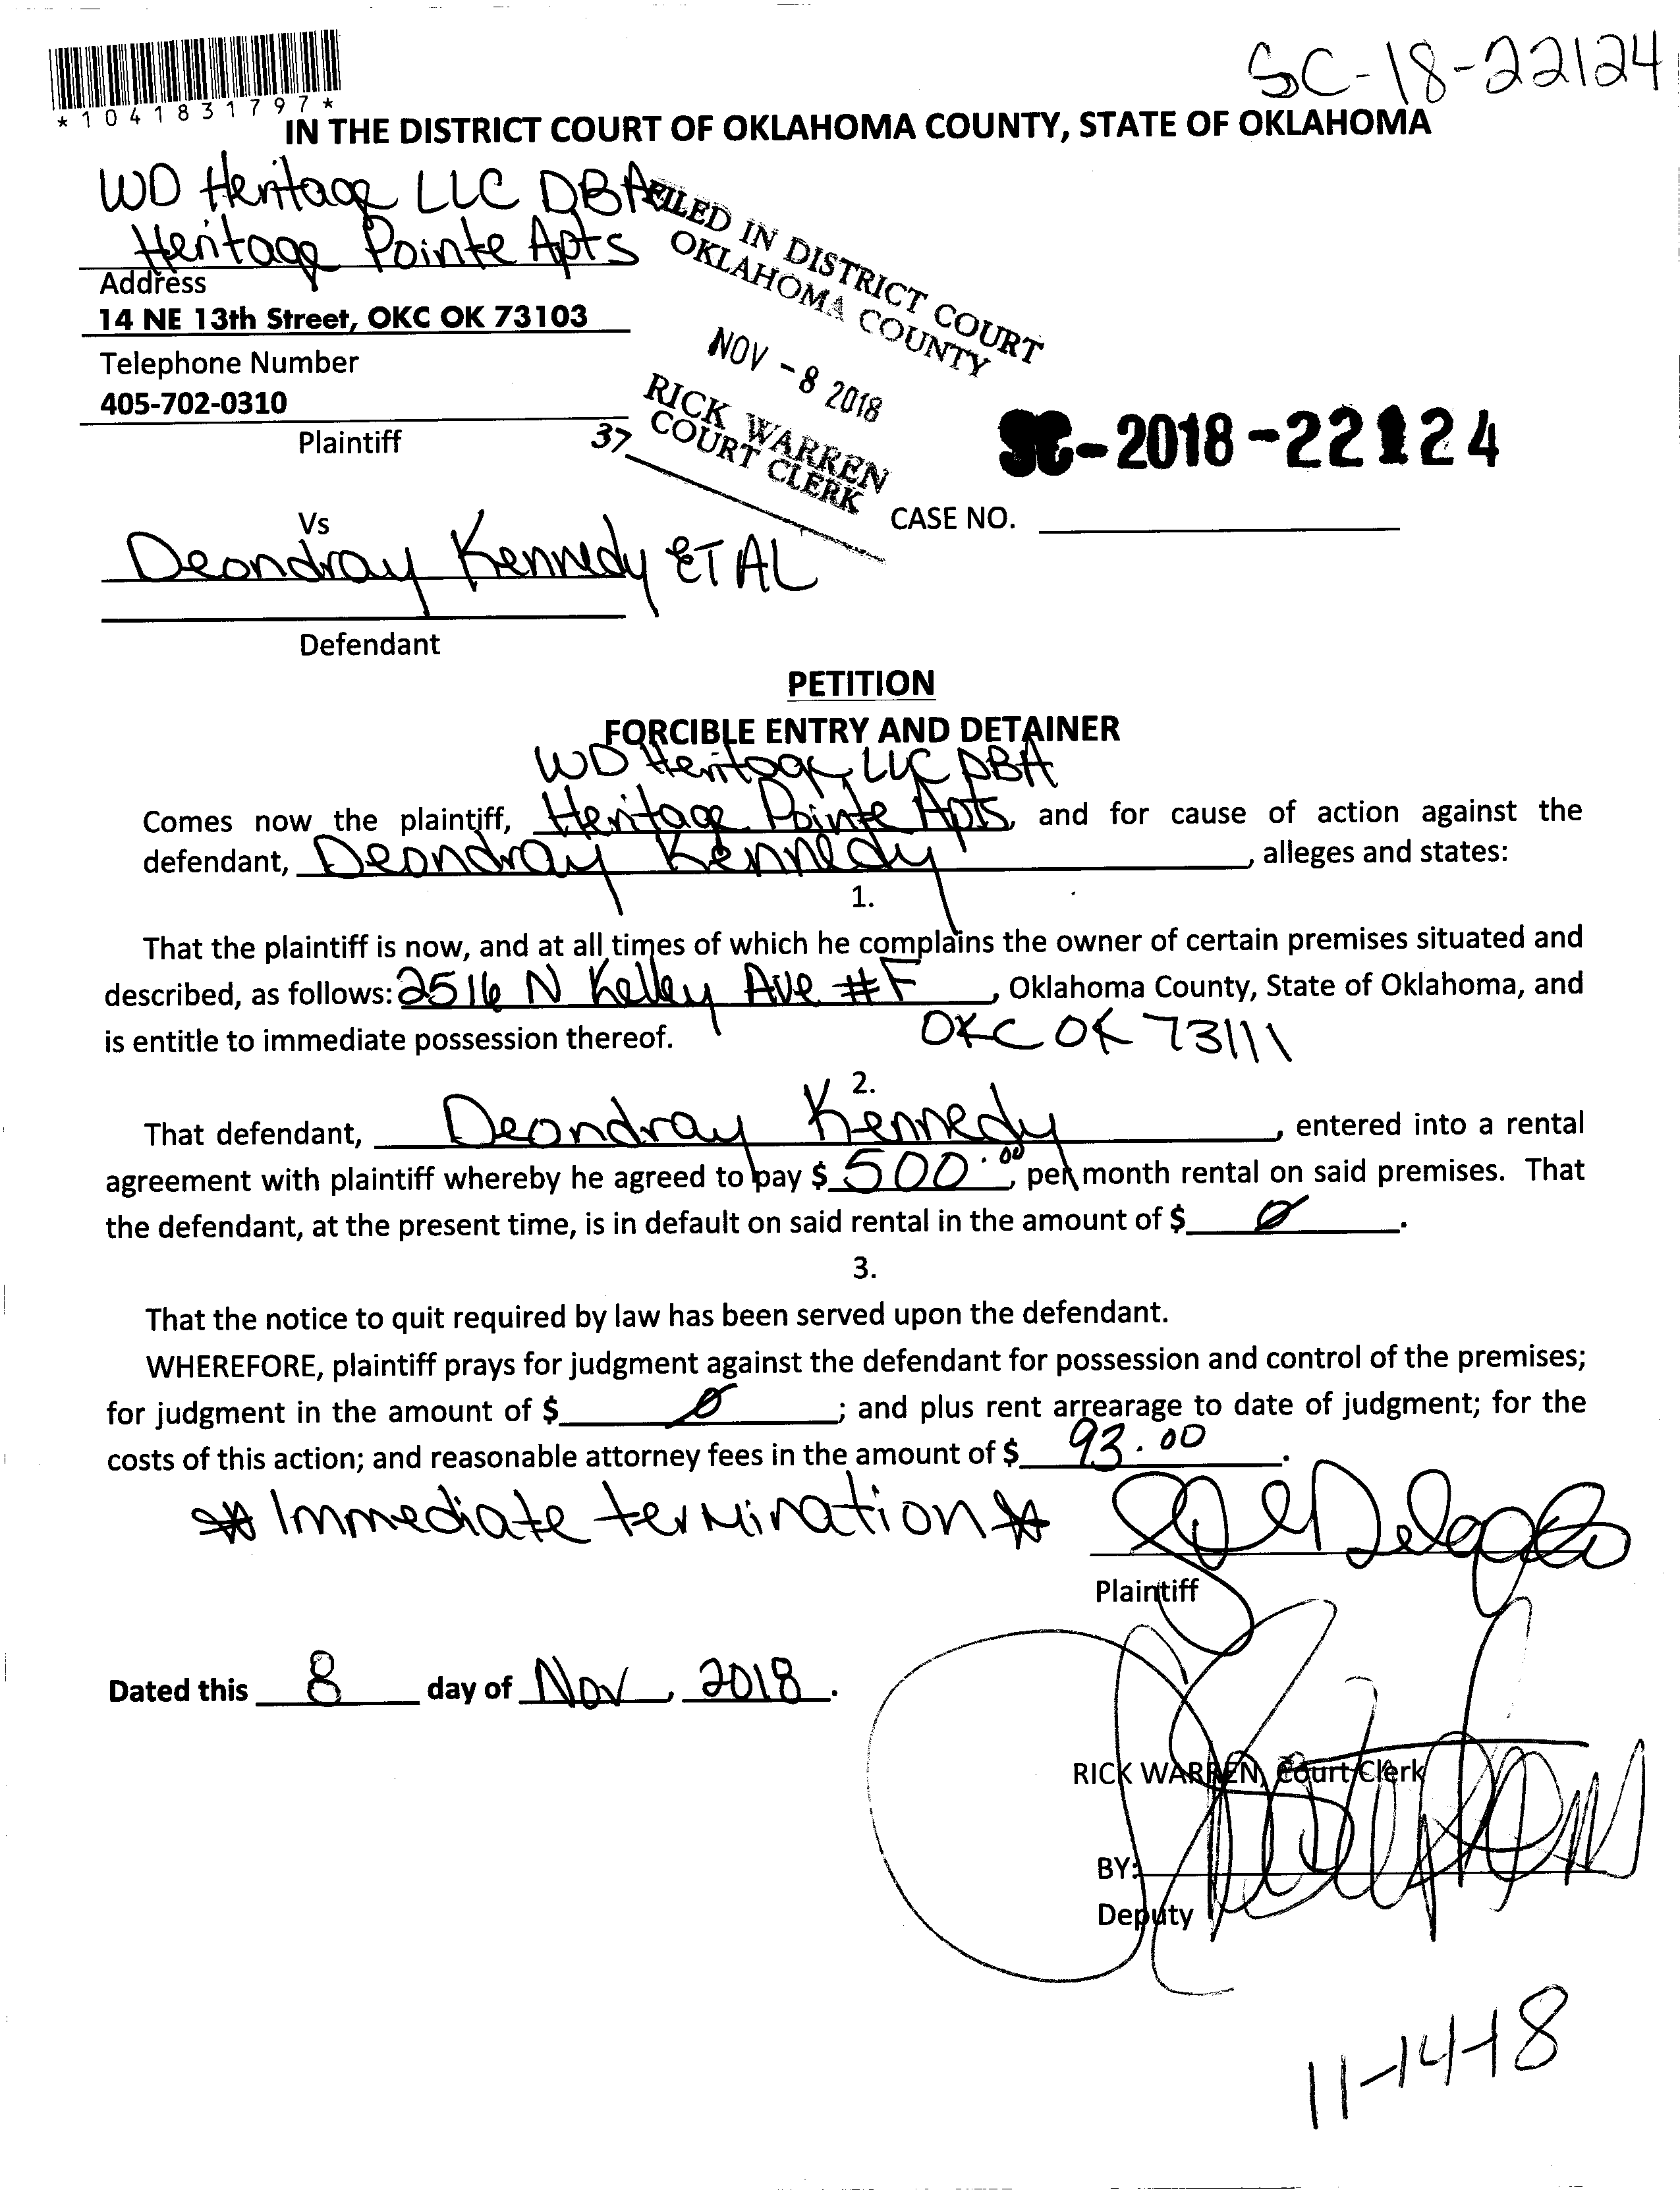 SC-18-22124
*1041831797*
IN THE DISTRICT COURT OF OKLAHOMA COUNTY, STATE OF OKLAHOMA
WD Heritage LLC DBA
Heritage Pointe Apts
FILED IN DISTRICT COURT
OKLAHOMA COUNTY
Address
14 NE 13th Street, OKC OK 73103
Telephone Number
405-702-0310
NOV -8 2018
RICK WARREN
COURT CLERK
37
Plaintiff
SC-2018-22124
CASE NO.
Vs
Deondray Kennedy ET AL
Defendant
PETITION
FORCIBLE ENTRY AND DETAINER
WD Heritage LLC DBA
Comes now the plaintiff, Heritage Pointe Apts, and for cause of action against the
defendant, Deondray Kennedy, alleges and states:
1.
That the plaintiff is now, and at all times of which he complains the owner of certain premises situated and
described, as follows: 2516 N Kelley Ave #F, Oklahoma County, State of Oklahoma, and
is entitle to immediate possession thereof. OKC OK 73111
2.
That defendant, Deondray Kennedy, entered into a rental
agreement with plaintiff whereby he agreed to pay $ 500.00, per month rental on said premises. That
the defendant, at the present time, is in default on said rental in the amount of $ Ø.
3.
That the notice to quit required by law has been served upon the defendant.
WHEREFORE, plaintiff prays for judgment against the defendant for possession and control of the premises;
for judgment in the amount of $ Ø; and plus rent arrearage to date of judgment; for the
costs of this action; and reasonable attorney fees in the amount of $ 93.00.
* Immediate termination *
Plaintiff
Dated this 8 day of Nov, 2018.
RICK WARREN, Court Clerk
BY:
Deputy
11-14-18